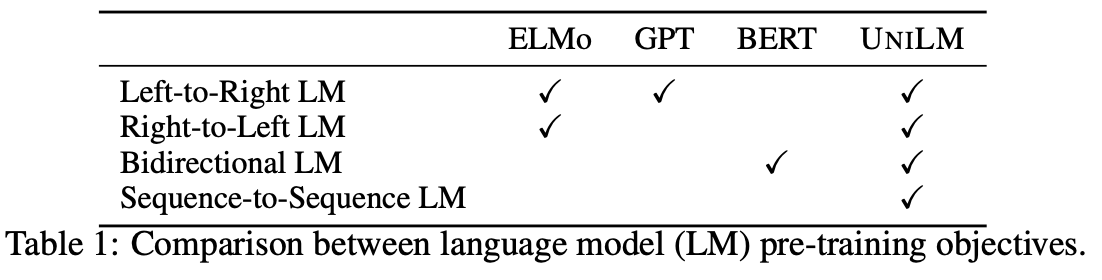 ELMo GPT BERT UNILM
Left-to-Right LM ✓ ✓ ✓
Right-to-Left LM ✓ ✓
Bidirectional LM ✓ ✓
Sequence-to-Sequence LM ✓
Table 1: Comparison between language model (LM) pre-training objectives.